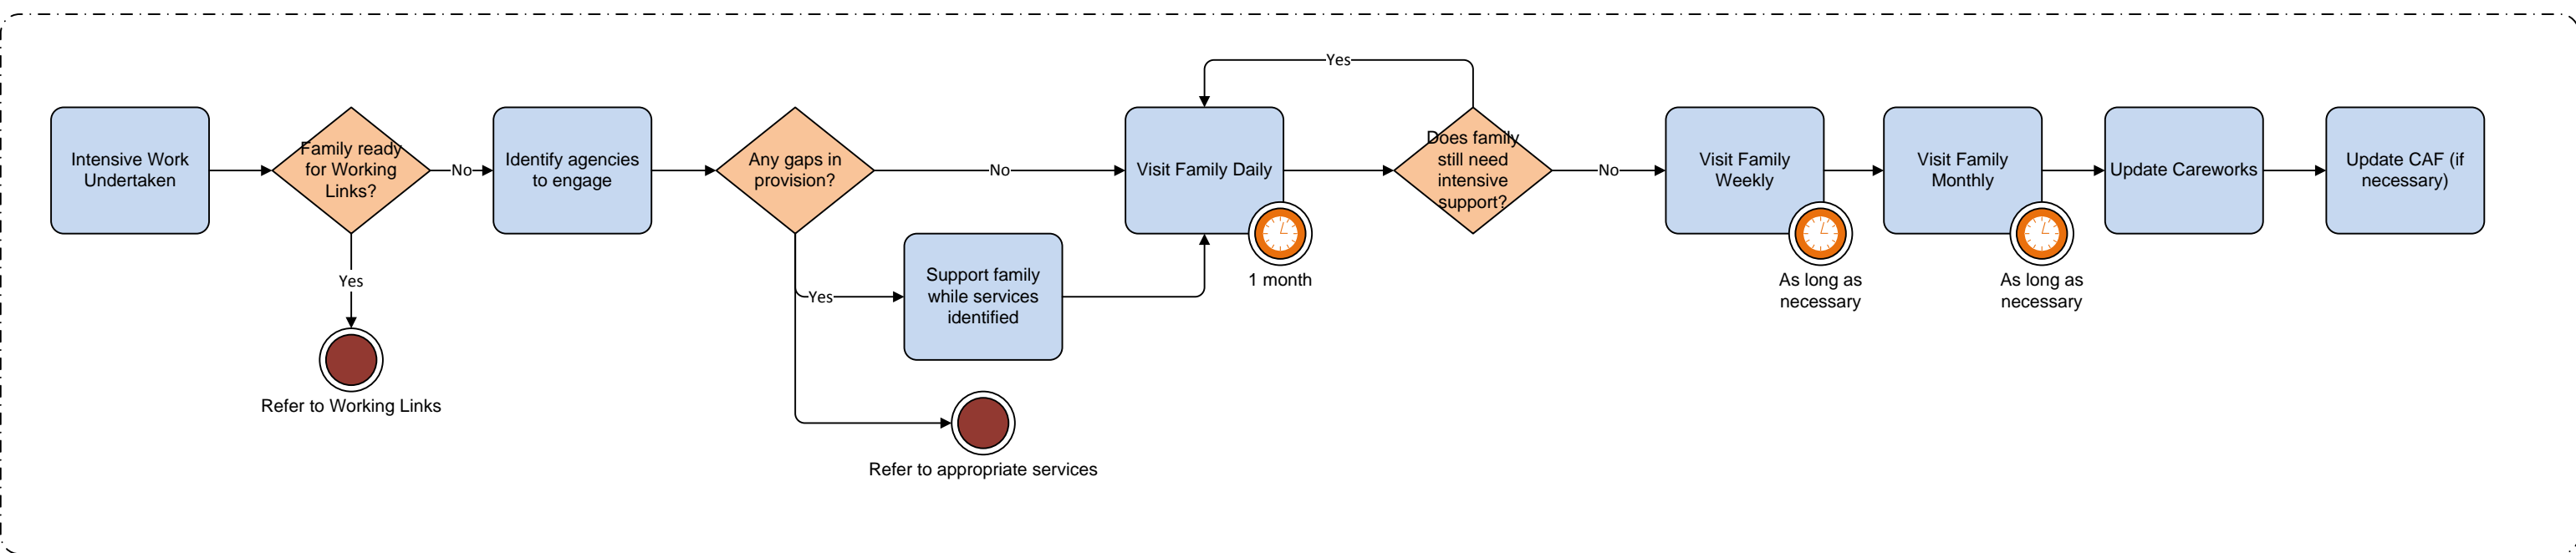 Yes
Intensive Work
Undertaken
Family ready
for Working
Links?
No
Identify agencies
to engage
Any gaps in
provision?
No
Visit Family Daily
Does family
still need
intensive
support?
No
Visit Family
Weekly
Visit Family
Monthly
Update Careworks
Update CAF (if
necessary)
Yes
Yes
Support family
while services
identified
1 month
As long as
necessary
As long as
necessary
Refer to Working Links
Refer to appropriate services